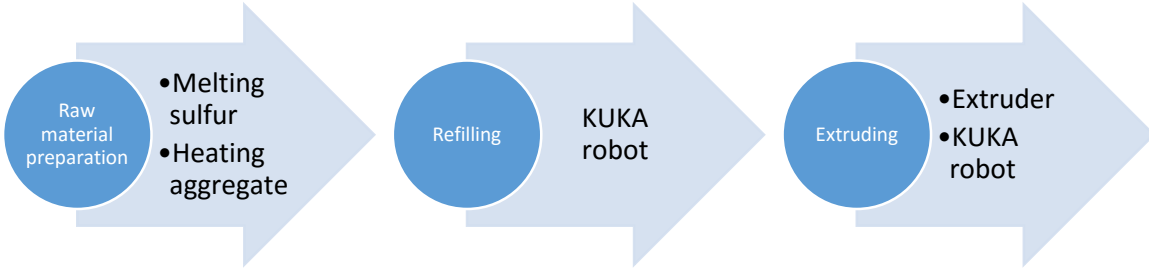 Raw
material
preparation
•Melting
sulfur
•Heating
aggregate
Refilling
KUKA
robot
Extruding
•Extruder
•KUKA
robot